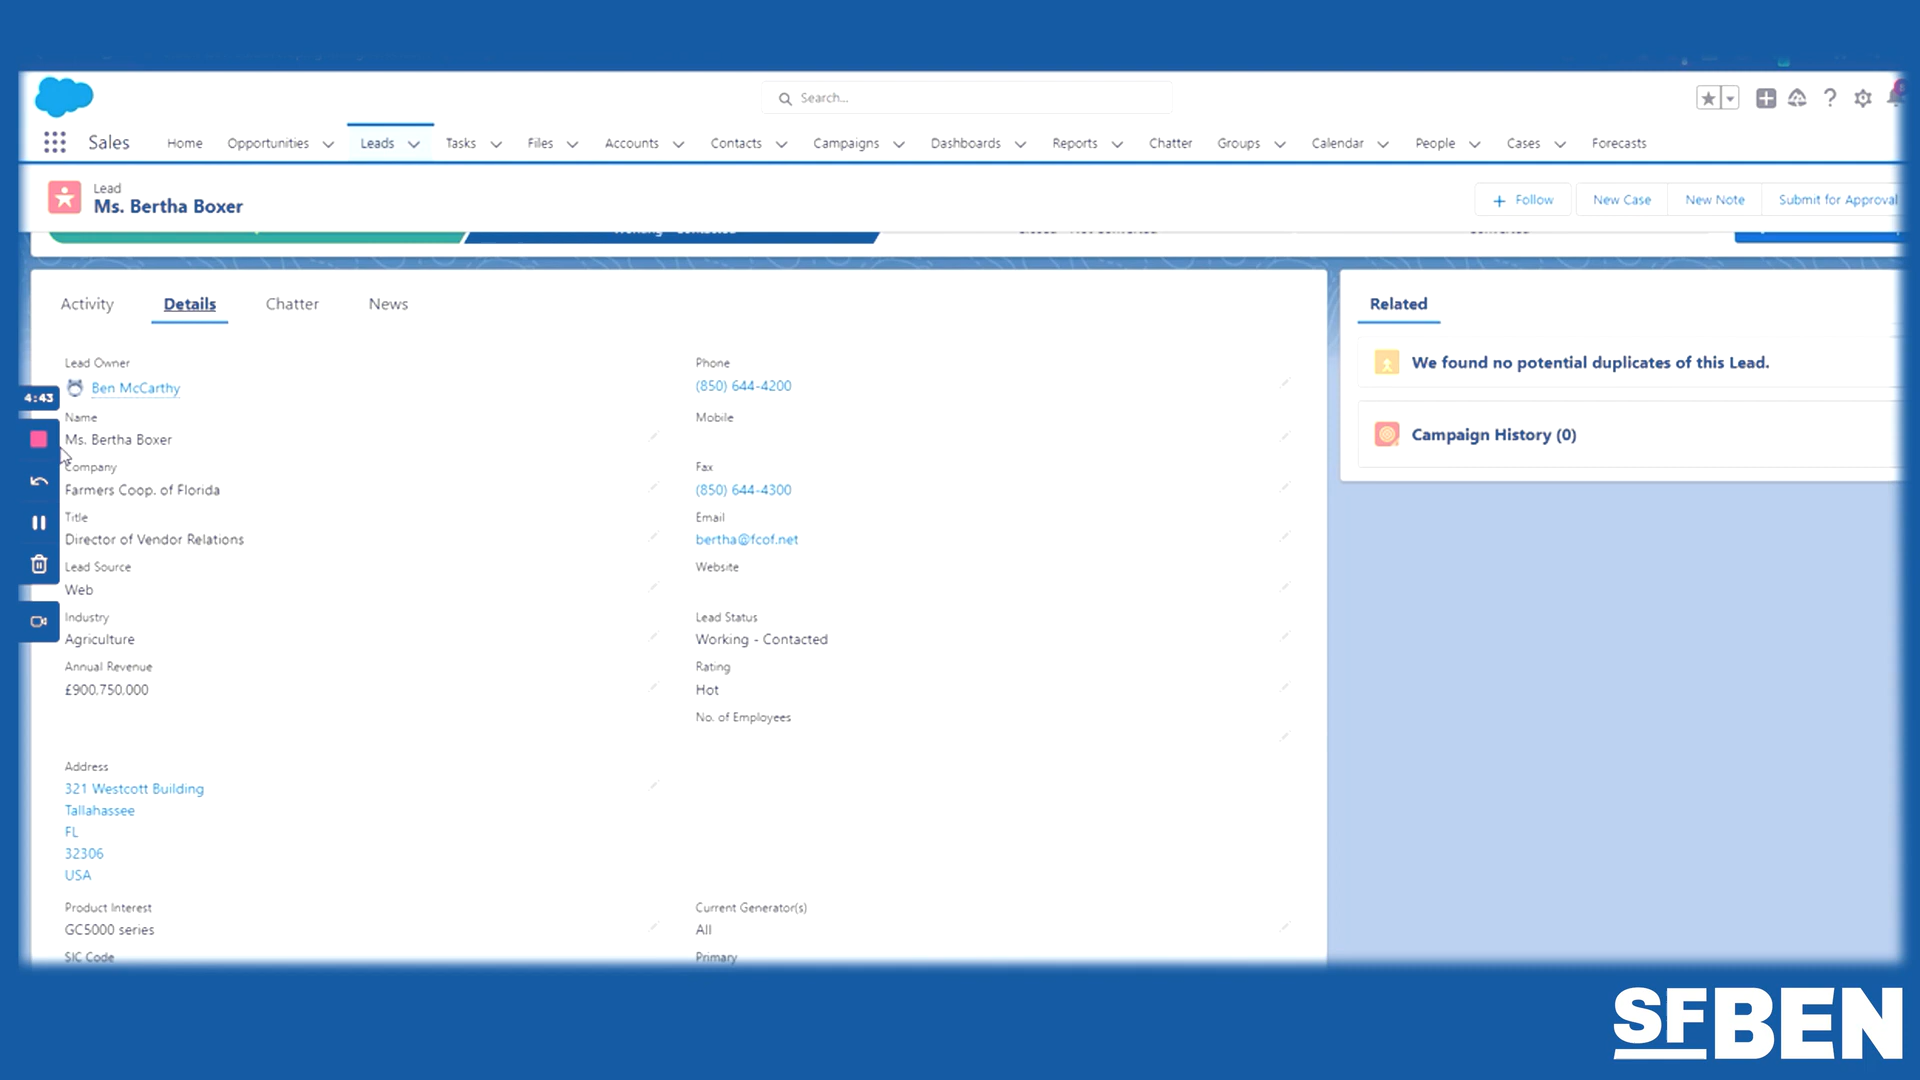 Search...
Sales
Home
Opportunities
Leads
Tasks
Files
Accounts
Contacts
Campaigns
Dashboards
Reports
Chatter
Groups
Calendar
People
Cases
Forecasts
Lead
Ms. Bertha Boxer
Follow
New Case
New Note
Submit for Approval
Working - Contacted
Closed - Not Converted
Converted
Activity
Details
Chatter
News
Lead Owner
Ben McCarthy
Phone
(850) 644-4200
4:43
Name
Ms. Bertha Boxer
Mobile
Company
Farmers Coop. of Florida
Fax
(850) 644-4300
Title
Director of Vendor Relations
Email
bertha@fcof.net
Lead Source
Web
Website
Industry
Agriculture
Lead Status
Working - Contacted
Annual Revenue
£900,750,000
Rating
Hot
No. of Employees
Address
321 Westcott Building
Tallahassee
FL
32306
USA
Product Interest
GC5000 series
Current Generator(s)
All
SIC Code
Primary
Related
We found no potential duplicates of this Lead.
Campaign History (0)
SFBEN